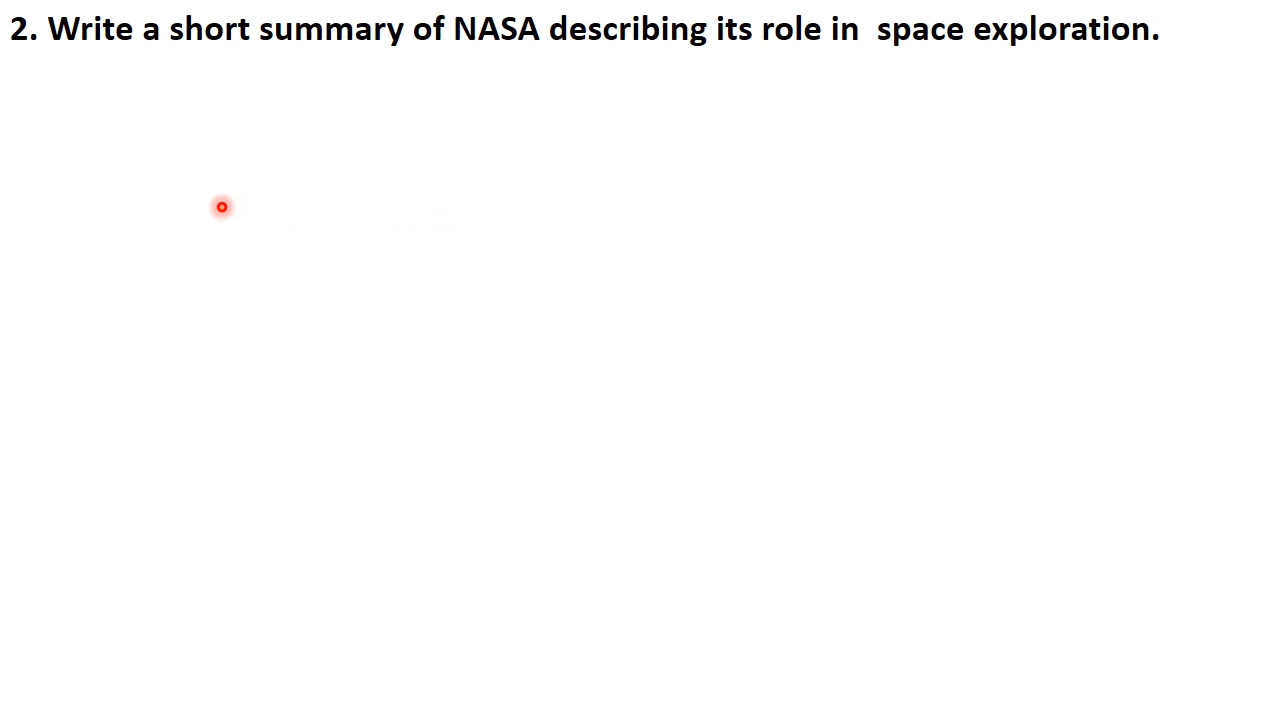 2. Write a short summary of NASA describing its role in  space exploration.